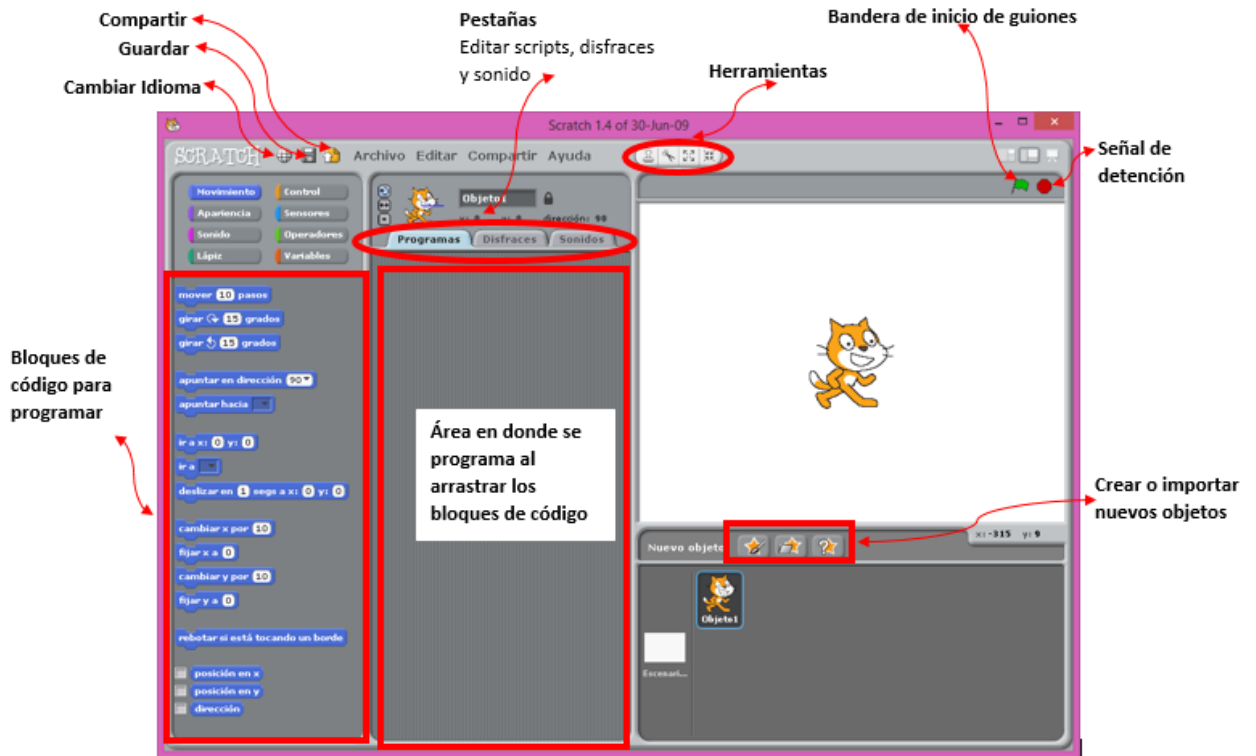 Compartir
Guardar
Cambiar Idioma
Pestañas
Editar scripts, disfraces
y sonido
Herramientas
Bandera de inicio de guiones
Señal de
detención
Scratch 1.4 of 30-Jun-09
SCRATCH
Archivo Editar Compartir Ayuda
Movimiento Control
Apariencia Sensores
Sonido Operadores
Lápiz Variables
Objeto1
x: 0 y: 0 dirección: 90
Programas Disfraces Sonidos
Bloques de
código para
programar
mover 10 pasos
girar 15 grados
girar 15 grados
apuntar en dirección 90
apuntar hacia
ir a x: 0 y: 0
ir a
deslizar en 1 segs a x: 0 y: 0
cambiar x por 10
fijar x a 0
cambiar y por 10
fijar y a 0
rebotar si está tocando un borde
posición en x
posición en y
dirección
Área en donde se
programa al
arrastrar los
bloques de código
Crear o importar
nuevos objetos
x: -315 y: 9
Nuevo objeto
Objeto1
Escenari...